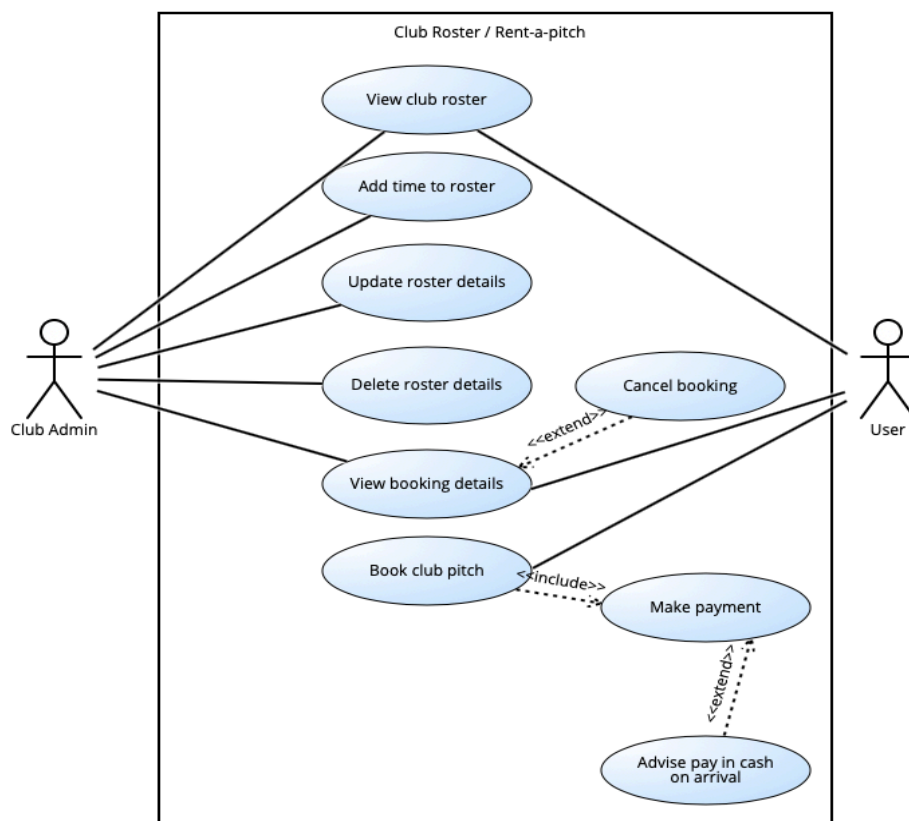 Club Roster / Rent-a-pitch
View club roster
Add time to roster
Update roster details
Delete roster details
Cancel booking
<<extend>>
Club Admin
User
View booking details
Book club pitch
<<include>>
Make payment
<<extend>>
Advise pay in cash
on arrival